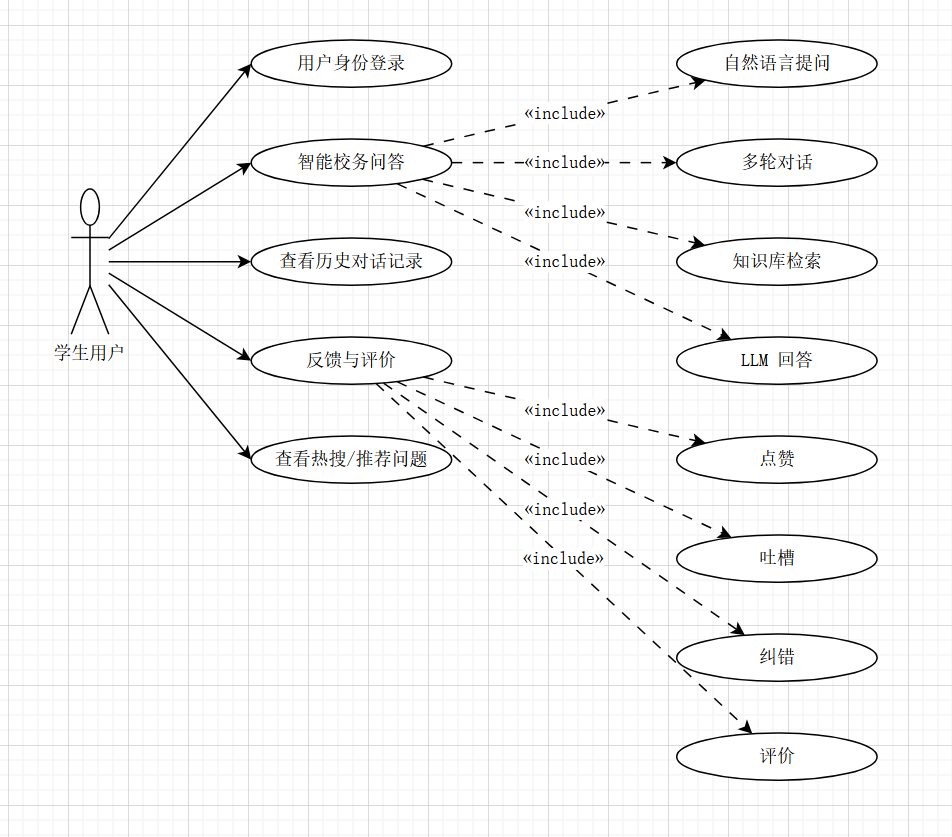 用户身份登录
自然语言提问
«include»
智能校务问答
«include»
多轮对话
«include»
查看历史对话记录
«include»
知识库检索
学生用户
反馈与评价
LLM 回答
«include»
查看热搜/推荐问题
«include»
点赞
«include»
«include»
吐槽
纠错
评价